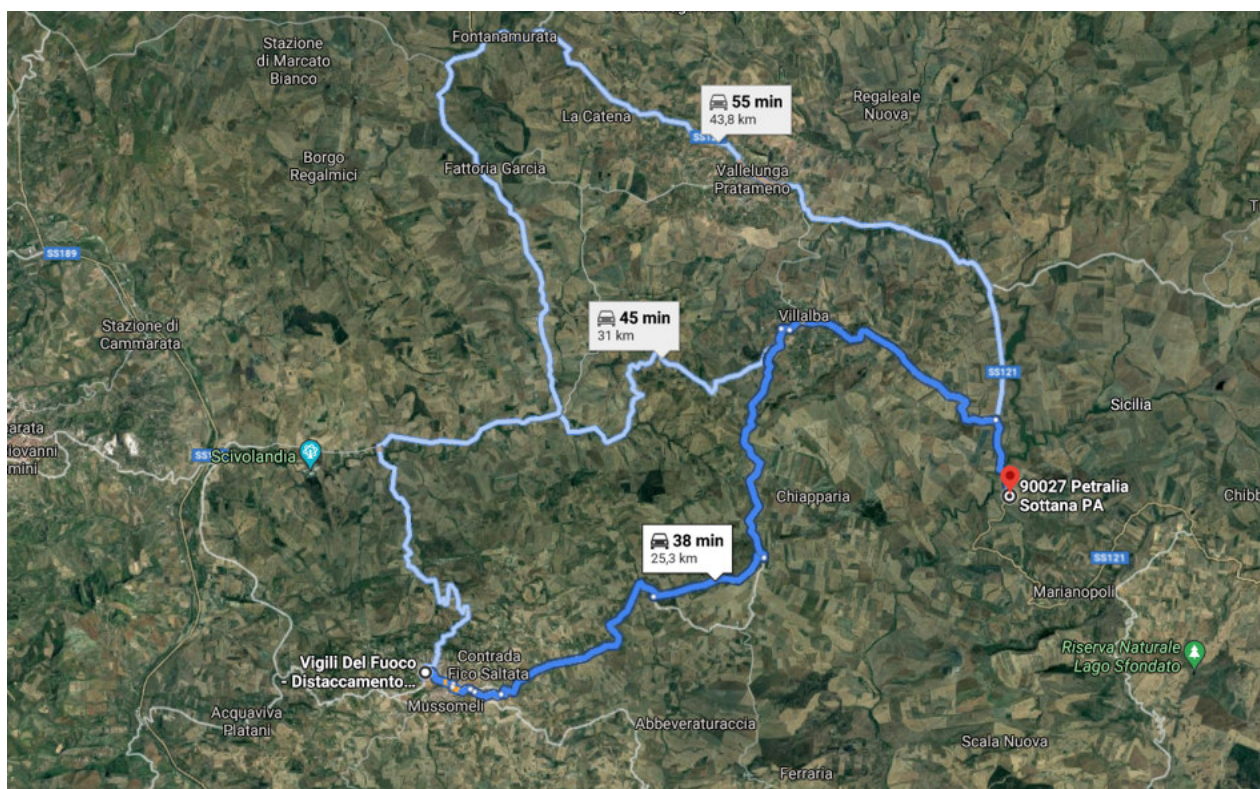 Fontanamurata
Stazione
di Marcato
Bianco
55 min
43,8 km
Regaleale
Nuova
La Catena
Borgo
Regalmici
Fattoria Garcia
Vallelunga
Pratameno
SS189
45 min
31 km
Villalba
Stazione di
Cammarata
SS121
Sicilia
Scivolandia
Chiapparia
90027 Petralia
Sottana PA
38 min
25,3 km
SS121
Marianopoli
Vigili Del Fuoco
- Distaccamento...
Contrada
Fico Saltata
Riserva Naturale
Lago Sfondato
Mussomeli
Acquaviva
Platani
Abbeveraturaccia
Scala Nuova
Ferraria